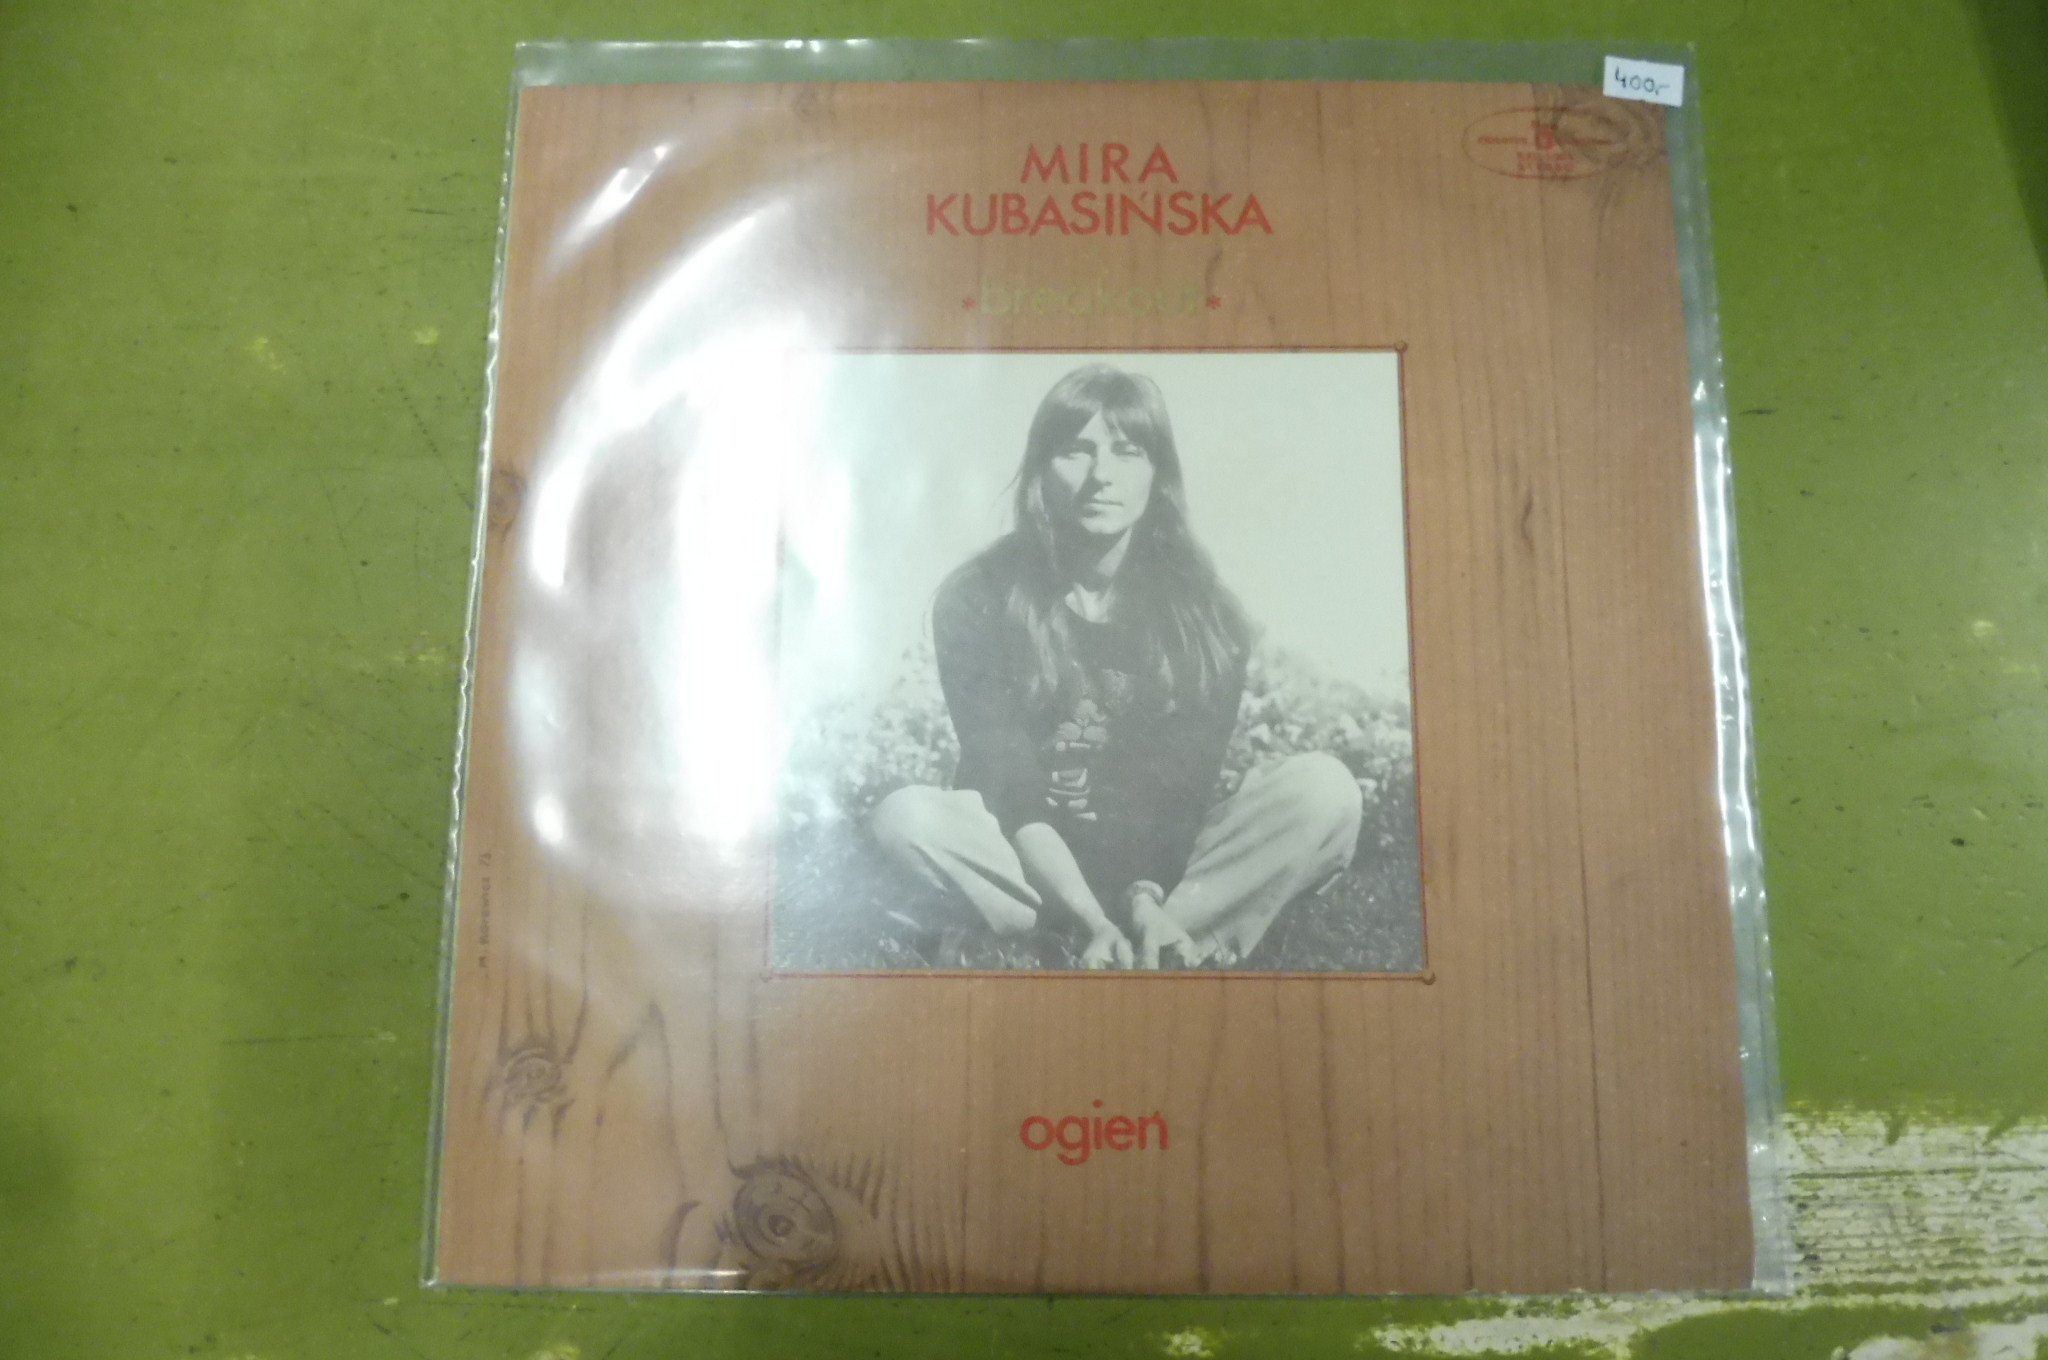 400,-
MIRA
KUBASIŃSKA
*breakout*
ogień